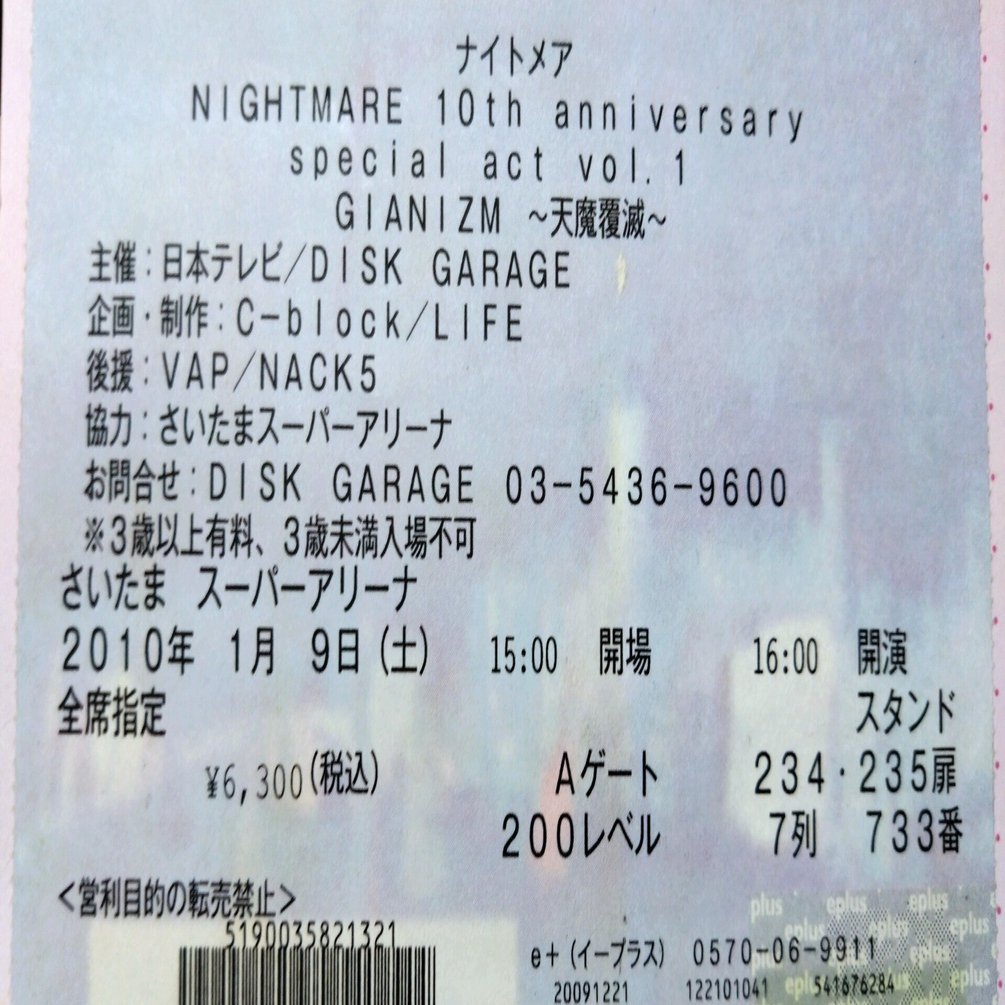 ナイトメア
NIGHTMARE 10th anniversary
special act vol.1
GIANIZM ～天魔覆滅～
主催:日本テレビ/DISK GARAGE
企画・制作:C-block/LIFE
後援:VAP/NACK5
協力:さいたまスーパーアリーナ
お問合せ:DISK GARAGE 03-5436-9600
※3歳以上有料、3歳未満入場不可
さいたま スーパーアリーナ
2010年 1月 9日(土) 15:00 開場 16:00 開演
全席指定 スタンド
¥6,300(税込) Aゲート 234・235扉
200レベル 7列 733番
<営利目的の転売禁止>
5190035821321
plus eplus eplus
eplus eplus
eplus eplus
e+(イープラス) 0570-06-9911
20091221 122101041 541676284